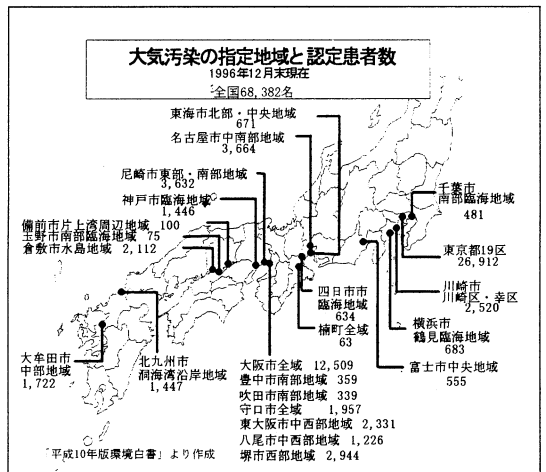 大気汚染の指定地域と認定患者数
1996年12月末現在
全国68,382名
東海市北部・中央地域
671
名古屋市中南部地域
3,664
尼崎市東部・南部地域
3,632
神戸市臨海地域
1,446
備前市片上湾周辺地域 100
玉野市南部臨海地域 75
倉敷市水島地域 2,112
千葉市
南部臨海地域
481
東京都19区
26,912
川崎市
川崎区・幸区
2,520
横浜市
鶴見臨海地域
683
富士市中央地域
555
四日市市
臨海地域
634
楠町全域
63
大牟田市
中部地域
1,722
北九州市
洞海湾沿岸地域
1,447
大阪市全域 12,509
豊中市南部地域 359
吹田市南部地域 339
守口市全域 1,957
東大阪市中西部地域 2,331
八尾市中西部地域 1,226
堺市西部地域 2,944
「平成10年版環境白書」より作成